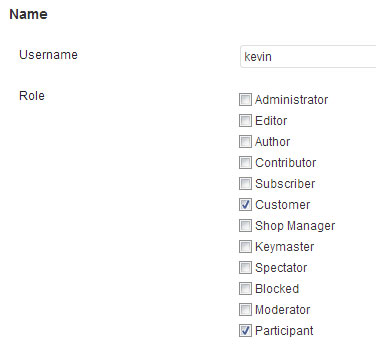 Name
Username kevin
Role Administrator
Editor
Author
Contributor
Subscriber
Customer
Shop Manager
Keymaster
Spectator
Blocked
Moderator
Participant